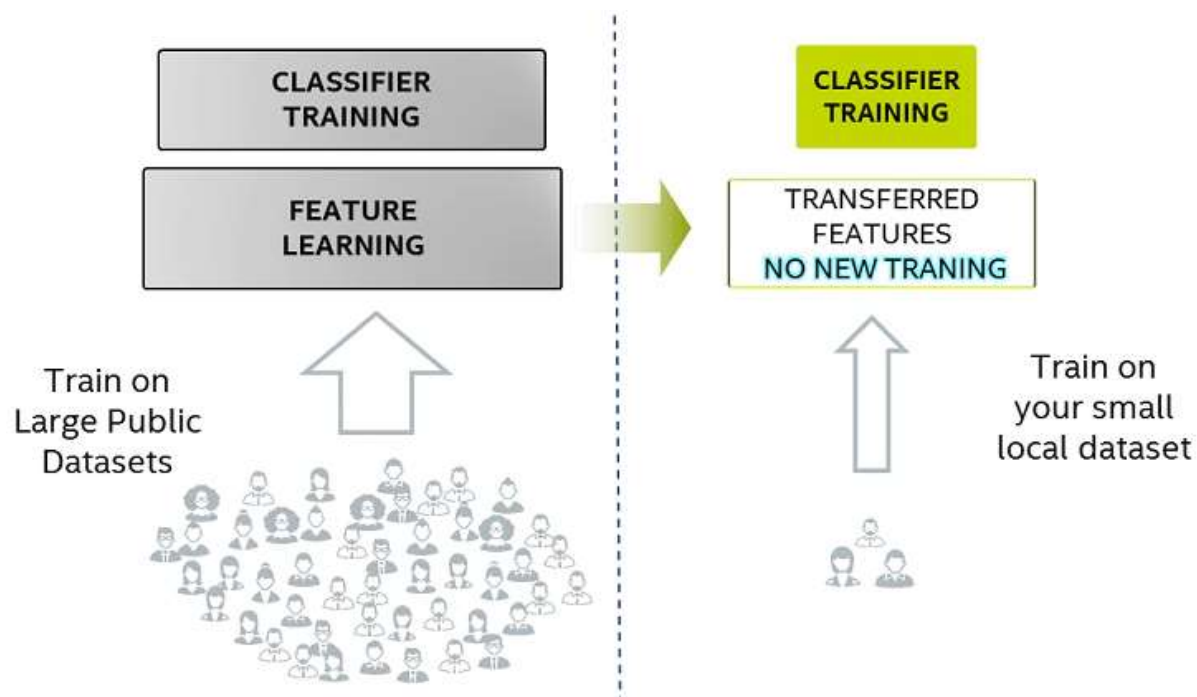 CLASSIFIER
TRAINING
FEATURE
LEARNING
Train on
Large Public
Datasets
CLASSIFIER
TRAINING
TRANSFERRED
FEATURES
NO NEW TRANING
Train on
your small
local dataset